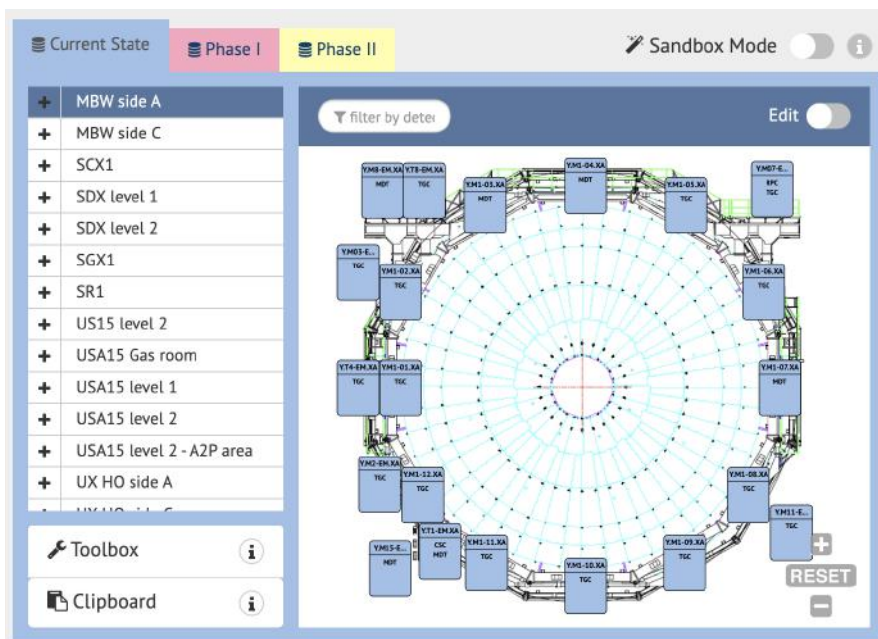 Current State
Phase I
Phase II
Sandbox Mode
MBW side A
MBW side C
SCX1
SDX level 1
SDX level 2
SGX1
SR1
US15 level 2
USA15 Gas room
USA15 level 1
USA15 level 2
USA15 level 2 - A2P area
UX HO side A
Toolbox
Clipboard
filter by detec
Edit
Y.M8-EM.XA
MDT
Y.T8-EM.XA
TGC
Y.M1-03.XA
MDT
Y.M1-04.XA
MDT
Y.M1-05.XA
TGC
Y.M07-E...
RPC
TGC
Y.M03-E...
TGC
Y.M1-02.XA
TGC
Y.M1-06.XA
TGC
Y.T4-EM.XA
TGC
Y.M1-01.XA
TGC
Y.M1-07.XA
MDT
Y.M2-EM.XA
TGC
Y.M1-12.XA
TGC
Y.M1-08.XA
TGC
Y.M11-E...
TGC
Y.M15-E...
MDT
Y.T1-EM.XA
CSC
MDT
Y.M1-11.XA
TGC
Y.M1-10.XA
TGC
Y.M1-09.XA
TGC
RESET